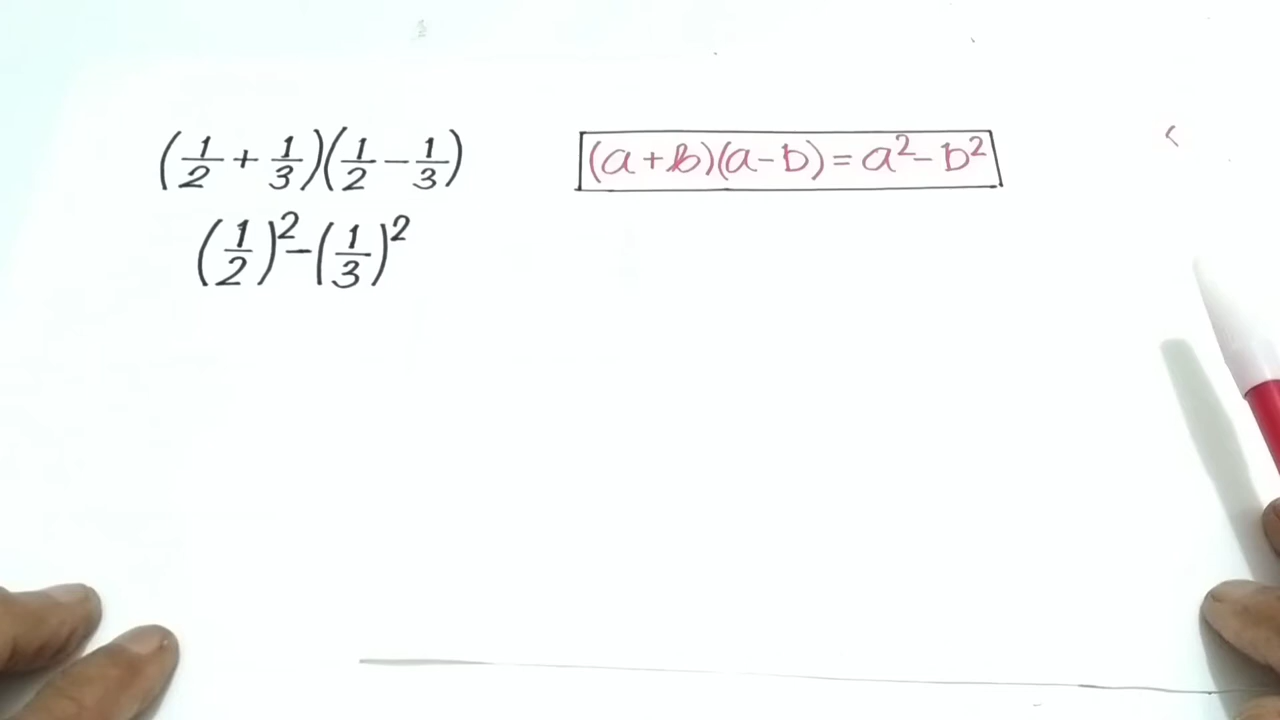 (1/2 + 1/3)(1/2 − 1/3)
(a+b)(a-b) = a² - b²
(1/2)² − (1/3)²